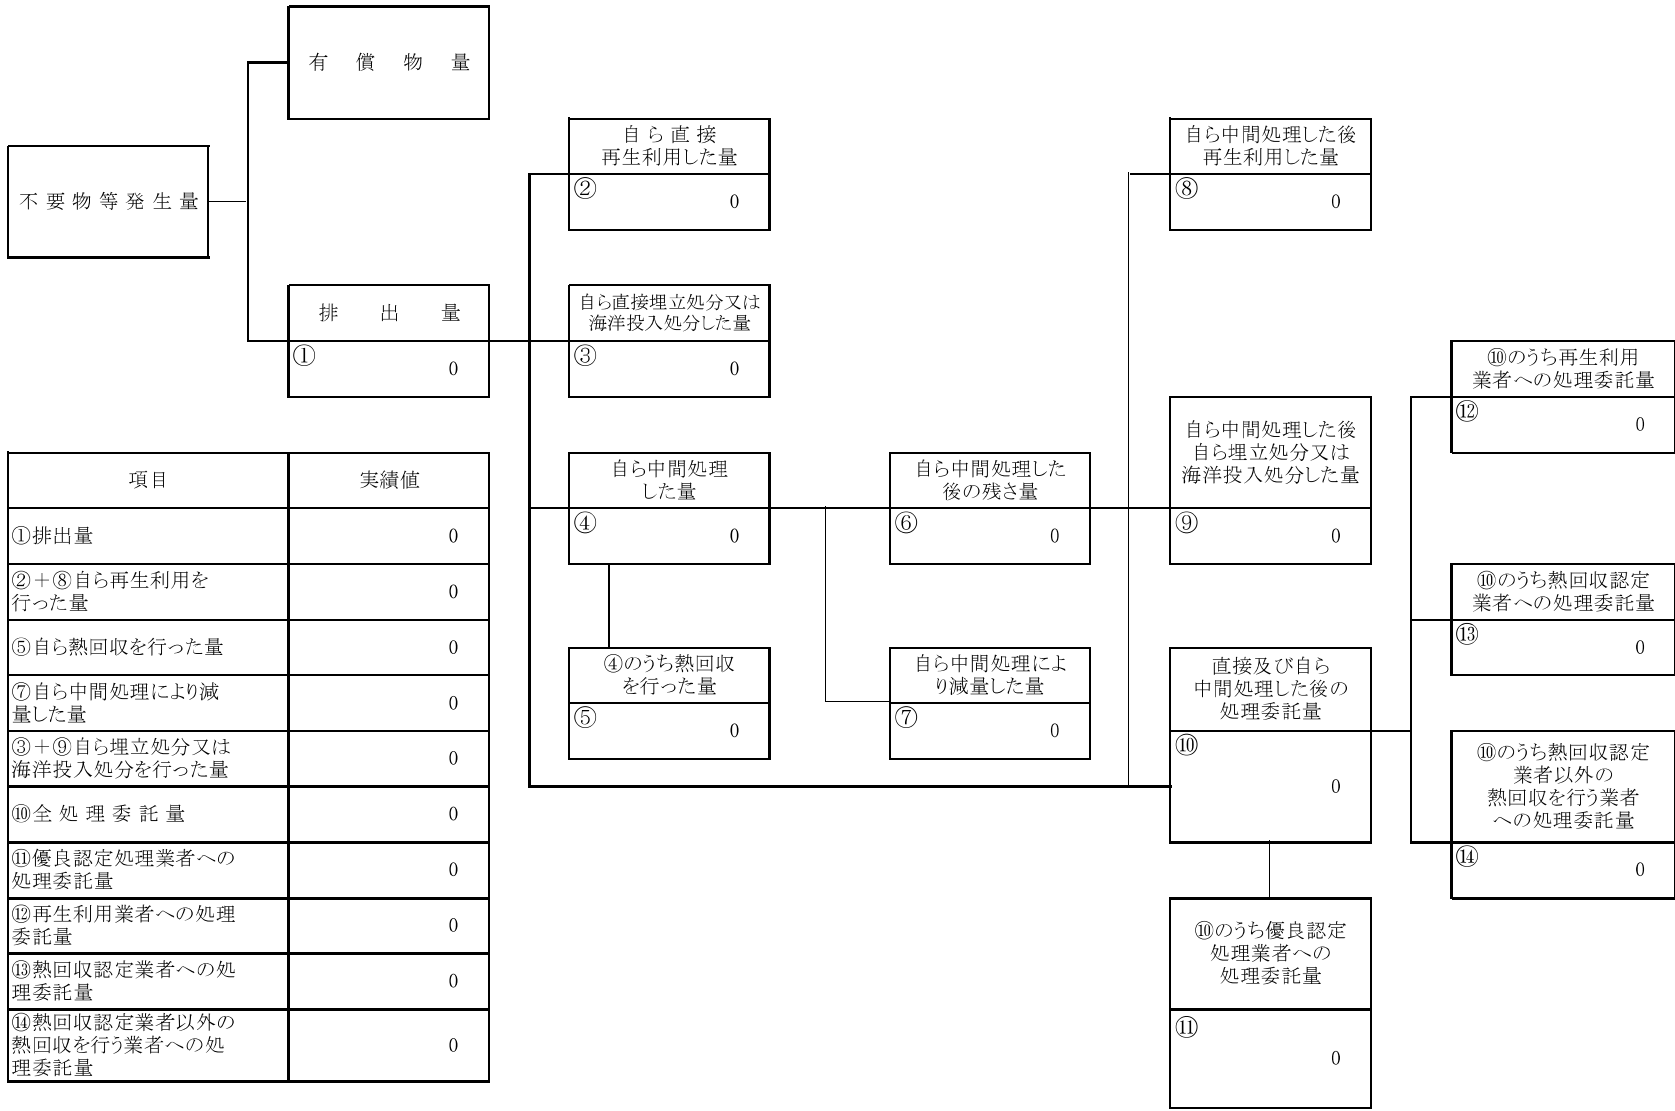 有償物量
不要物等発生量
排出量
①
0
自ら直接
再生利用した量
②
0
自ら直接埋立処分又は
海洋投入処分した量
③
0
自ら中間処理
した量
④
0
④のうち熱回収
を行った量
⑤
0
自ら中間処理した
後の残さ量
⑥
0
自ら中間処理によ
り減量した量
⑦
0
自ら中間処理した後
再生利用した量
⑧
0
自ら中間処理した後
自ら埋立処分又は
海洋投入処分した量
⑨
0
直接及び自ら
中間処理した後の
処理委託量
⑩
0
⑩のうち優良認定
処理業者への
処理委託量
⑪
0
⑩のうち再生利用
業者への処理委託量
⑫
0
⑩のうち熱回収認定
業者への処理委託量
⑬
0
⑩のうち熱回収認定
業者以外の
熱回収を行う業者
への処理委託量
⑭
0
項目 実績値
①排出量 0
②+⑧自ら再生利用を
行った量 0
⑤自ら熱回収を行った量 0
⑦自ら中間処理により減
量した量 0
③+⑨自ら埋立処分又は
海洋投入処分を行った量 0
⑩全処理委託量 0
⑪優良認定処理業者への
処理委託量 0
⑫再生利用業者への処理
委託量 0
⑬熱回収認定業者への処
理委託量 0
⑭熱回収認定業者以外の
熱回収を行う業者への処
理委託量 0